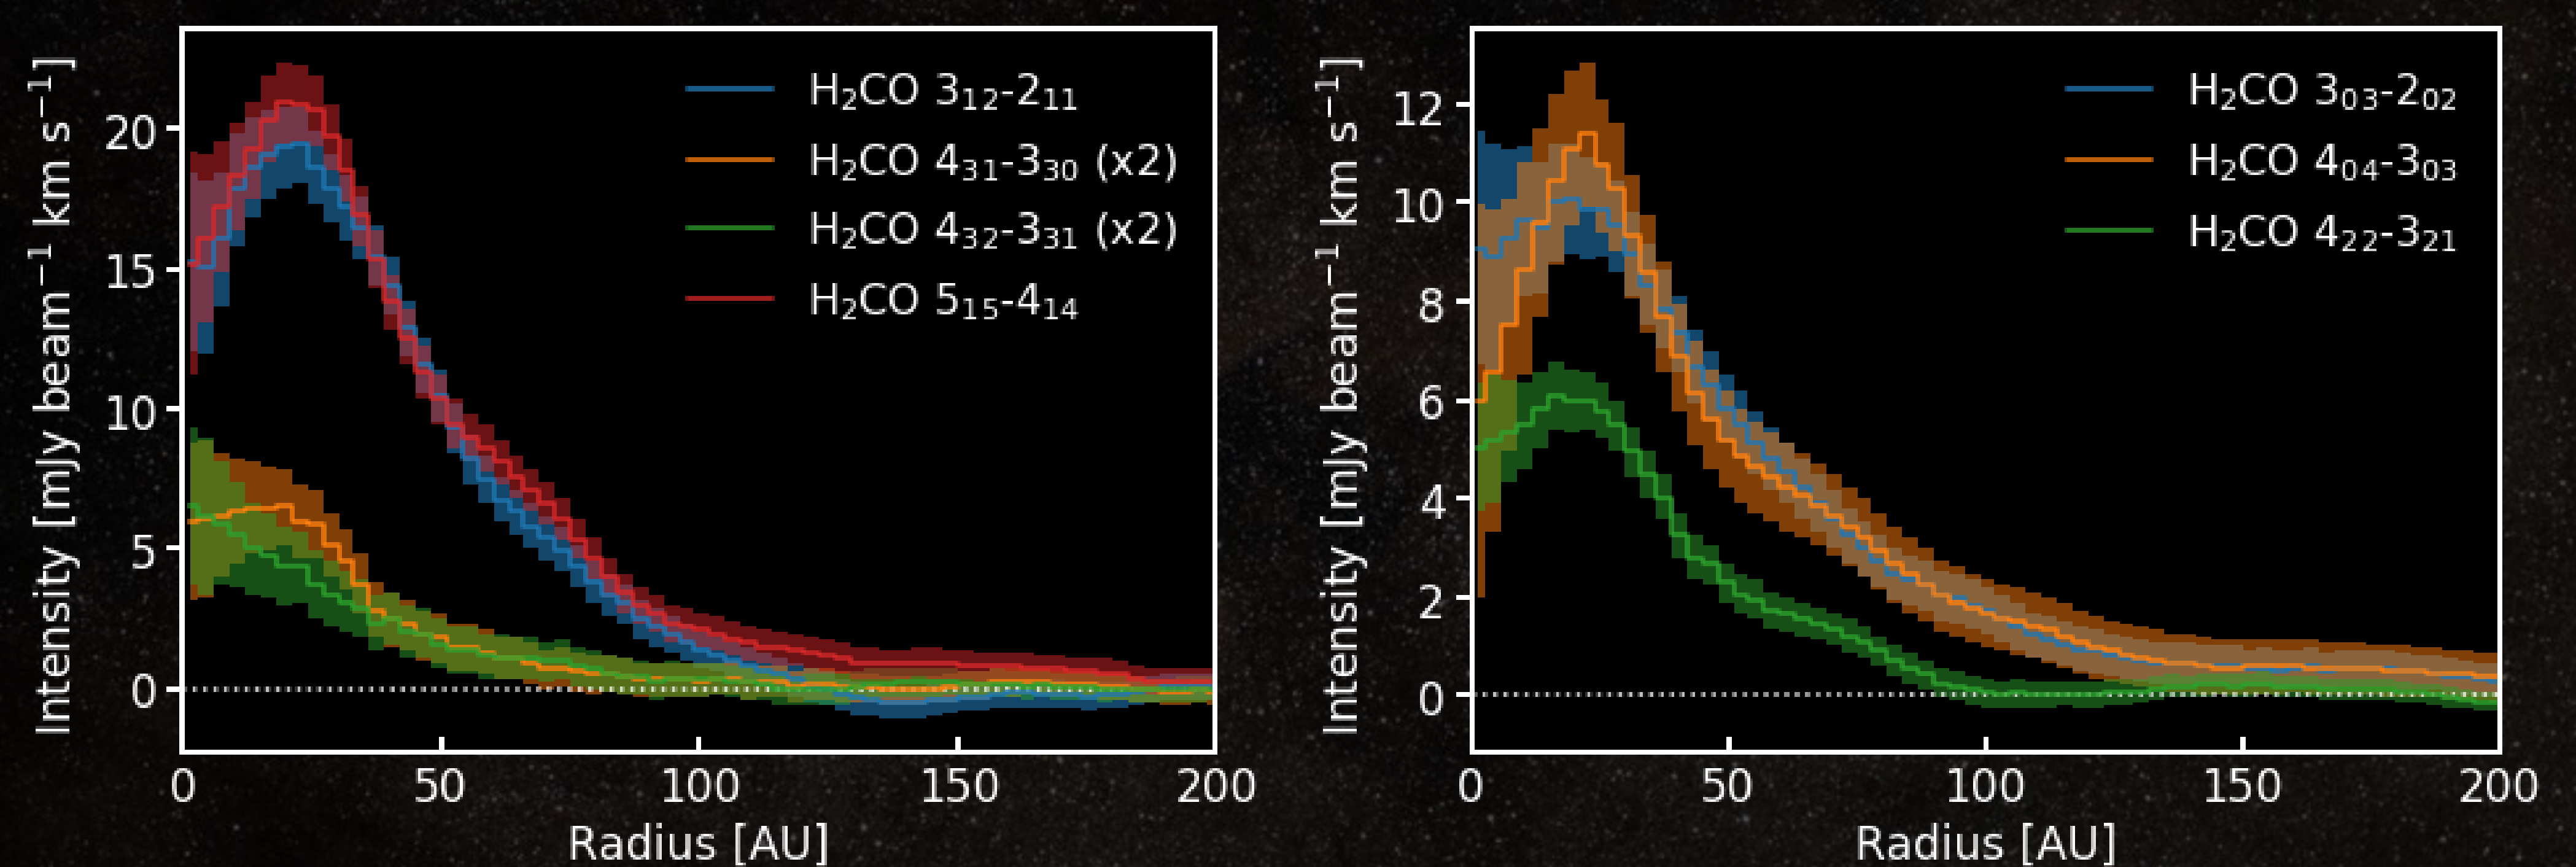 Intensity [mJy beam⁻¹ km s⁻¹]
20
15
10
5
0
H₂CO 3₁₂-2₁₁
H₂CO 4₃₁-3₃₀ (x2)
H₂CO 4₃₂-3₃₁ (x2)
H₂CO 5₁₅-4₁₄
0 50 100 150 200
Radius [AU]
Intensity [mJy beam⁻¹ km s⁻¹]
12
10
8
6
4
2
0
H₂CO 3₀₃-2₀₂
H₂CO 4₀₄-3₀₃
H₂CO 4₂₂-3₂₁
0 50 100 150 200
Radius [AU]